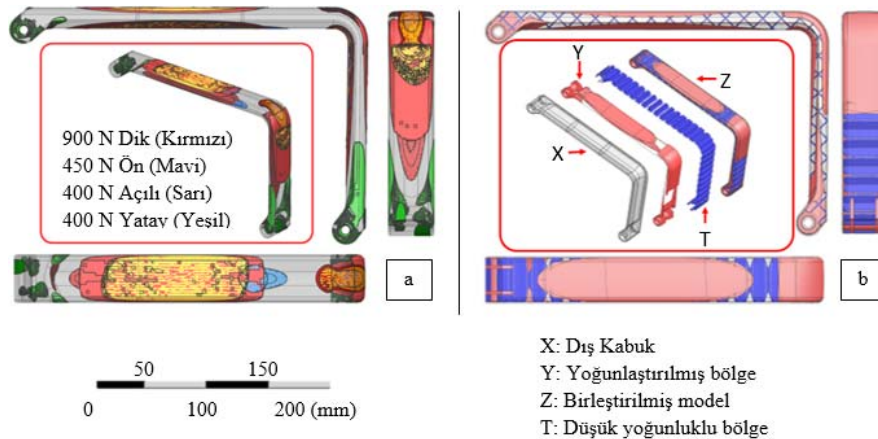 900 N Dik (Kırmızı)
450 N Ön (Mavi)
400 N Açılı (Sarı)
400 N Yatay (Yeşil)
a
Y
Z
X
T
b
50 150
0 100 200 (mm)
X: Dış Kabuk
Y: Yoğunlaştırılmış bölge
Z: Birleştirilmiş model
T: Düşük yoğunluklu bölge